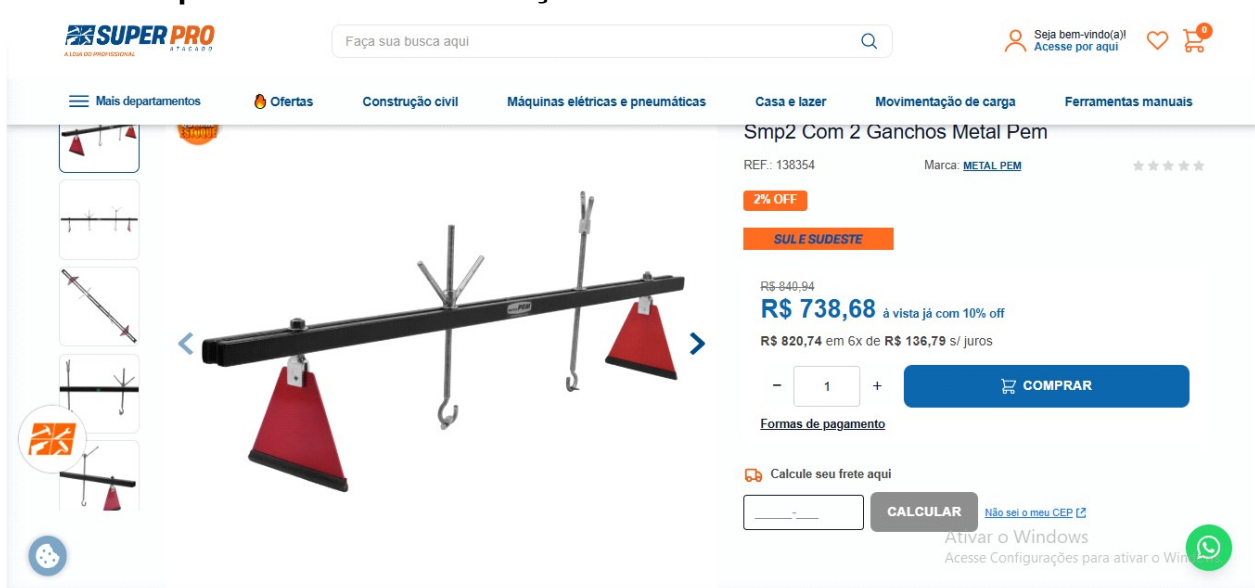 SUPER PRO
ATACADO
A LOJA DO PROFISSIONAL
Faça sua busca aqui
Seja bem-vindo(a)!
Acesse por aqui
0
Mais departamentos
Ofertas
Construção civil
Máquinas elétricas e pneumáticas
Casa e lazer
Movimentação de carga
Ferramentas manuais
ESTOQUE
Smp2 Com 2 Ganchos Metal Pem
REF.: 138354
Marca: METAL PEM
2% OFF
SUL E SUDESTE
R$ 840,94
R$ 738,68 à vista já com 10% off
R$ 820,74 em 6x de R$ 136,79 s/ juros
- 1 +
COMPRAR
Formas de pagamento
Calcule seu frete aqui
_____-___
CALCULAR
Não sei o meu CEP
Ativar o Windows
Acesse Configurações para ativar o Windows